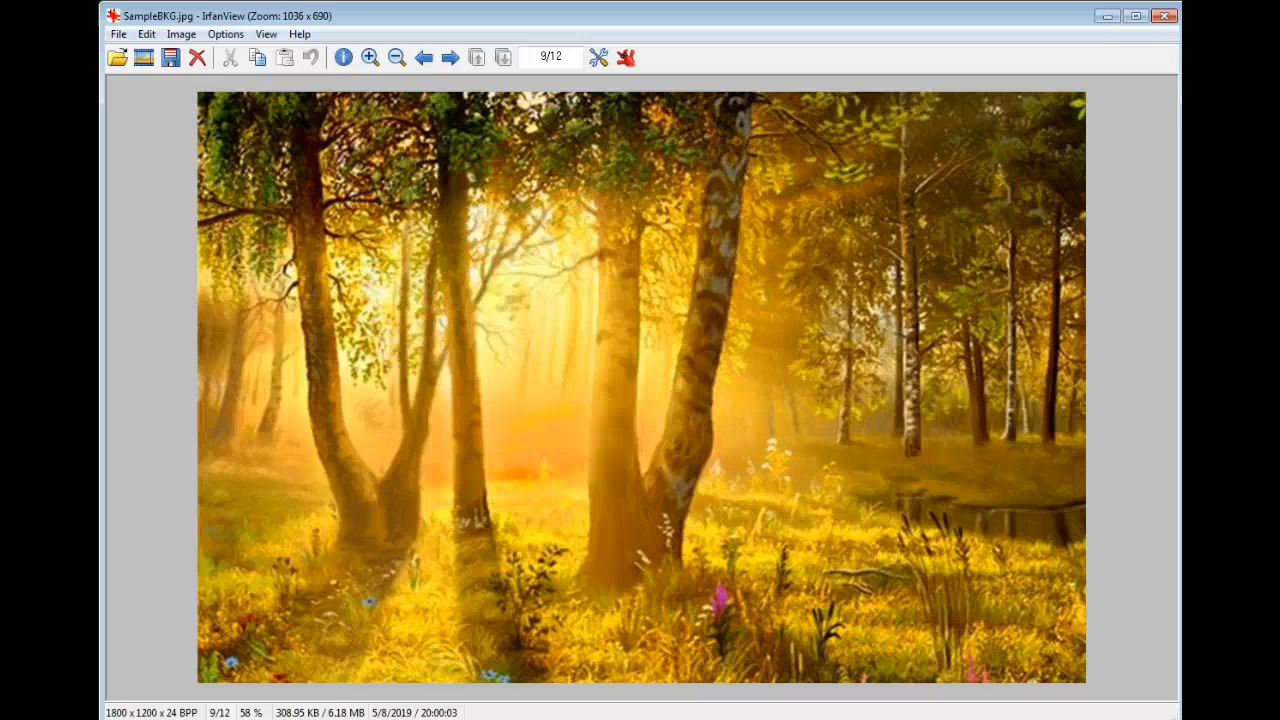 SampleBKG.jpg - IrfanView (Zoom: 1036 x 690)
File Edit Image Options View Help
9/12
1800 x 1200 x 24 BPP 9/12 58 % 308.95 KB / 6.18 MB 5/8/2019 / 20:00:03